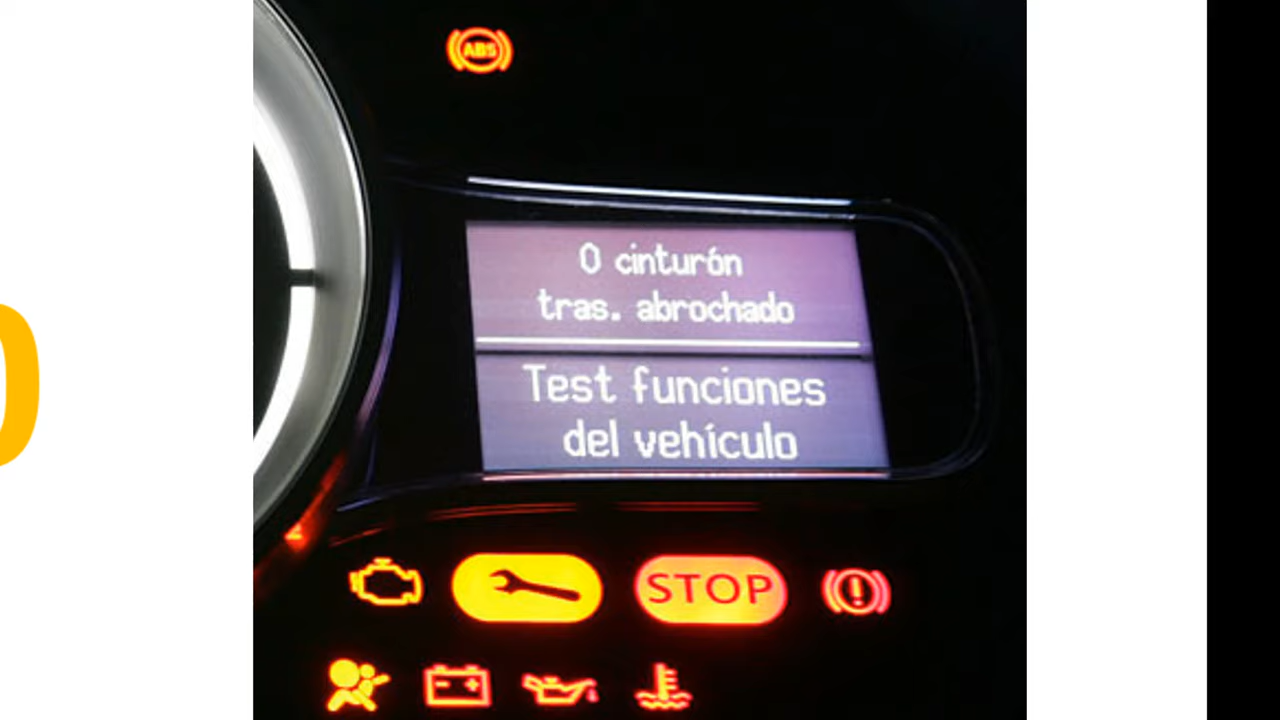 ABS
0 cinturón
tras. abrochado
Test funciones
del vehículo
STOP